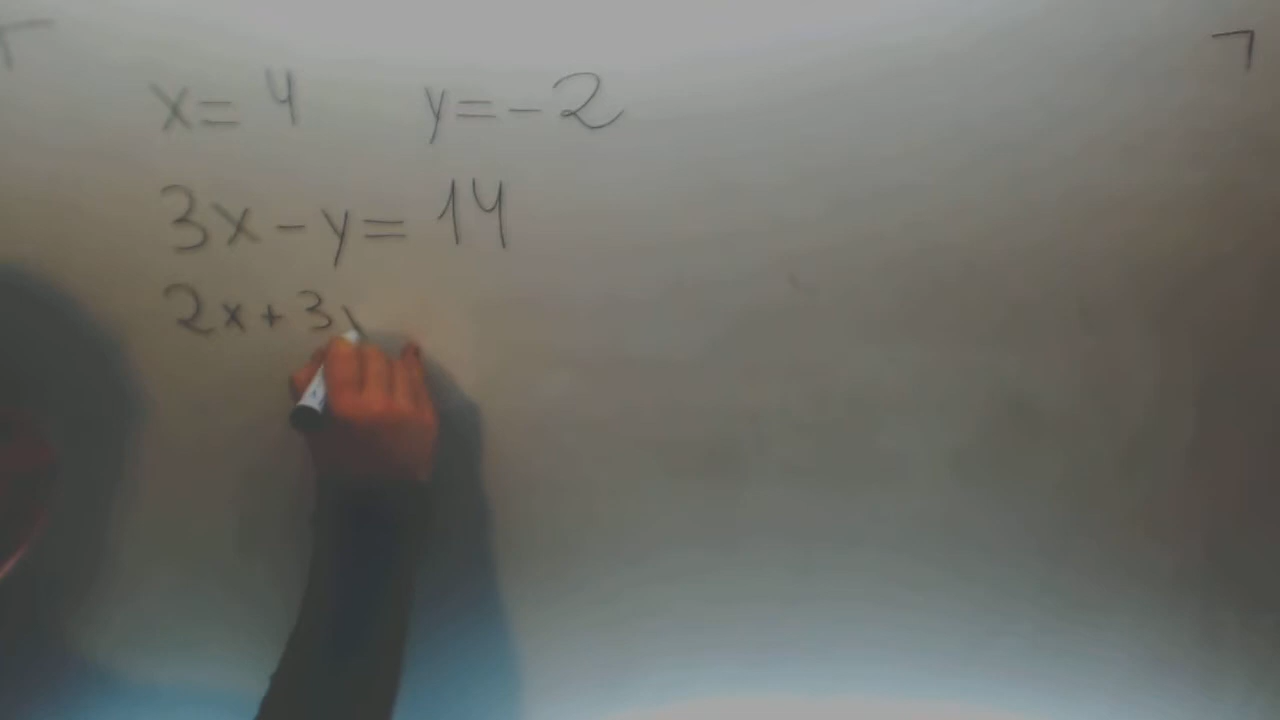 x = 4 y = -2
3x - y = 14
2x + 3